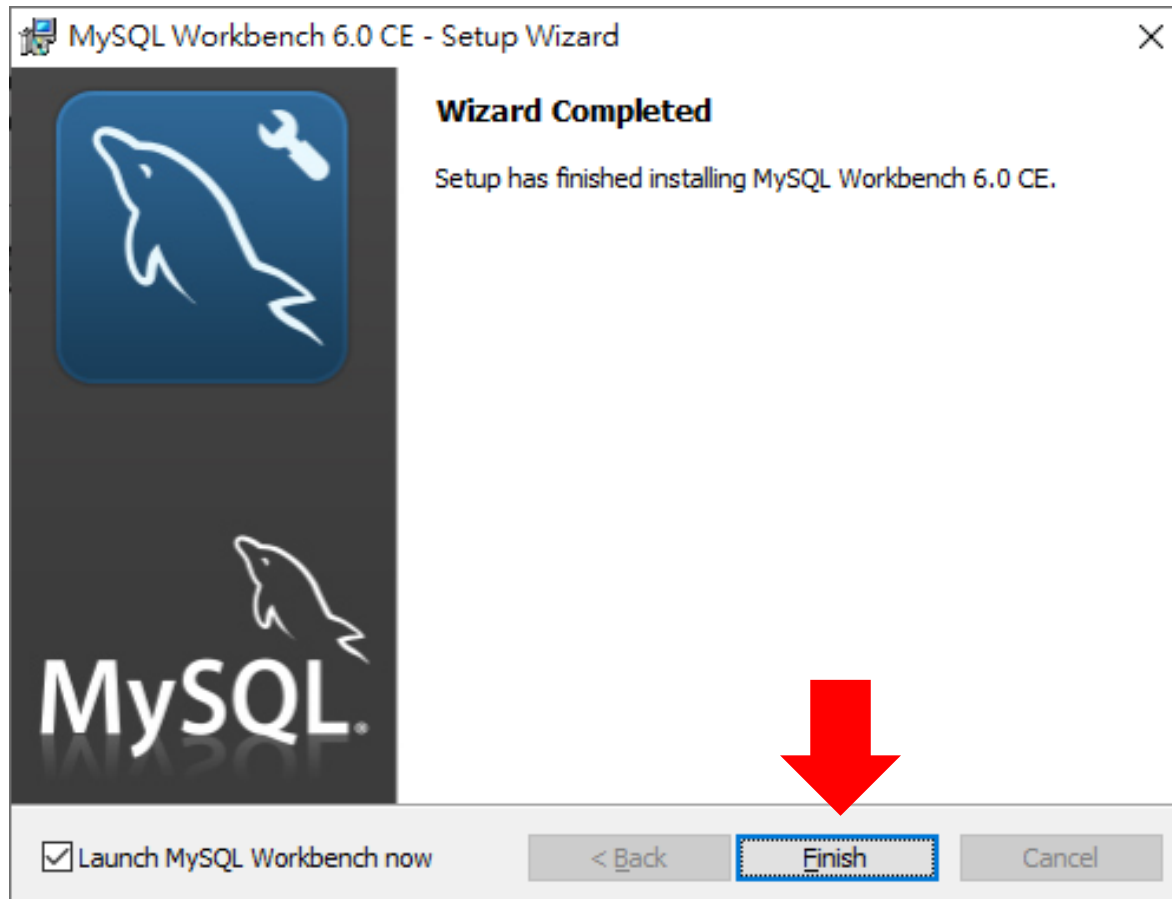 MySQL Workbench 6.0 CE - Setup Wizard
Wizard Completed
Setup has finished installing MySQL Workbench 6.0 CE.
MySQL®
Launch MySQL Workbench now
< Back
Finish
Cancel